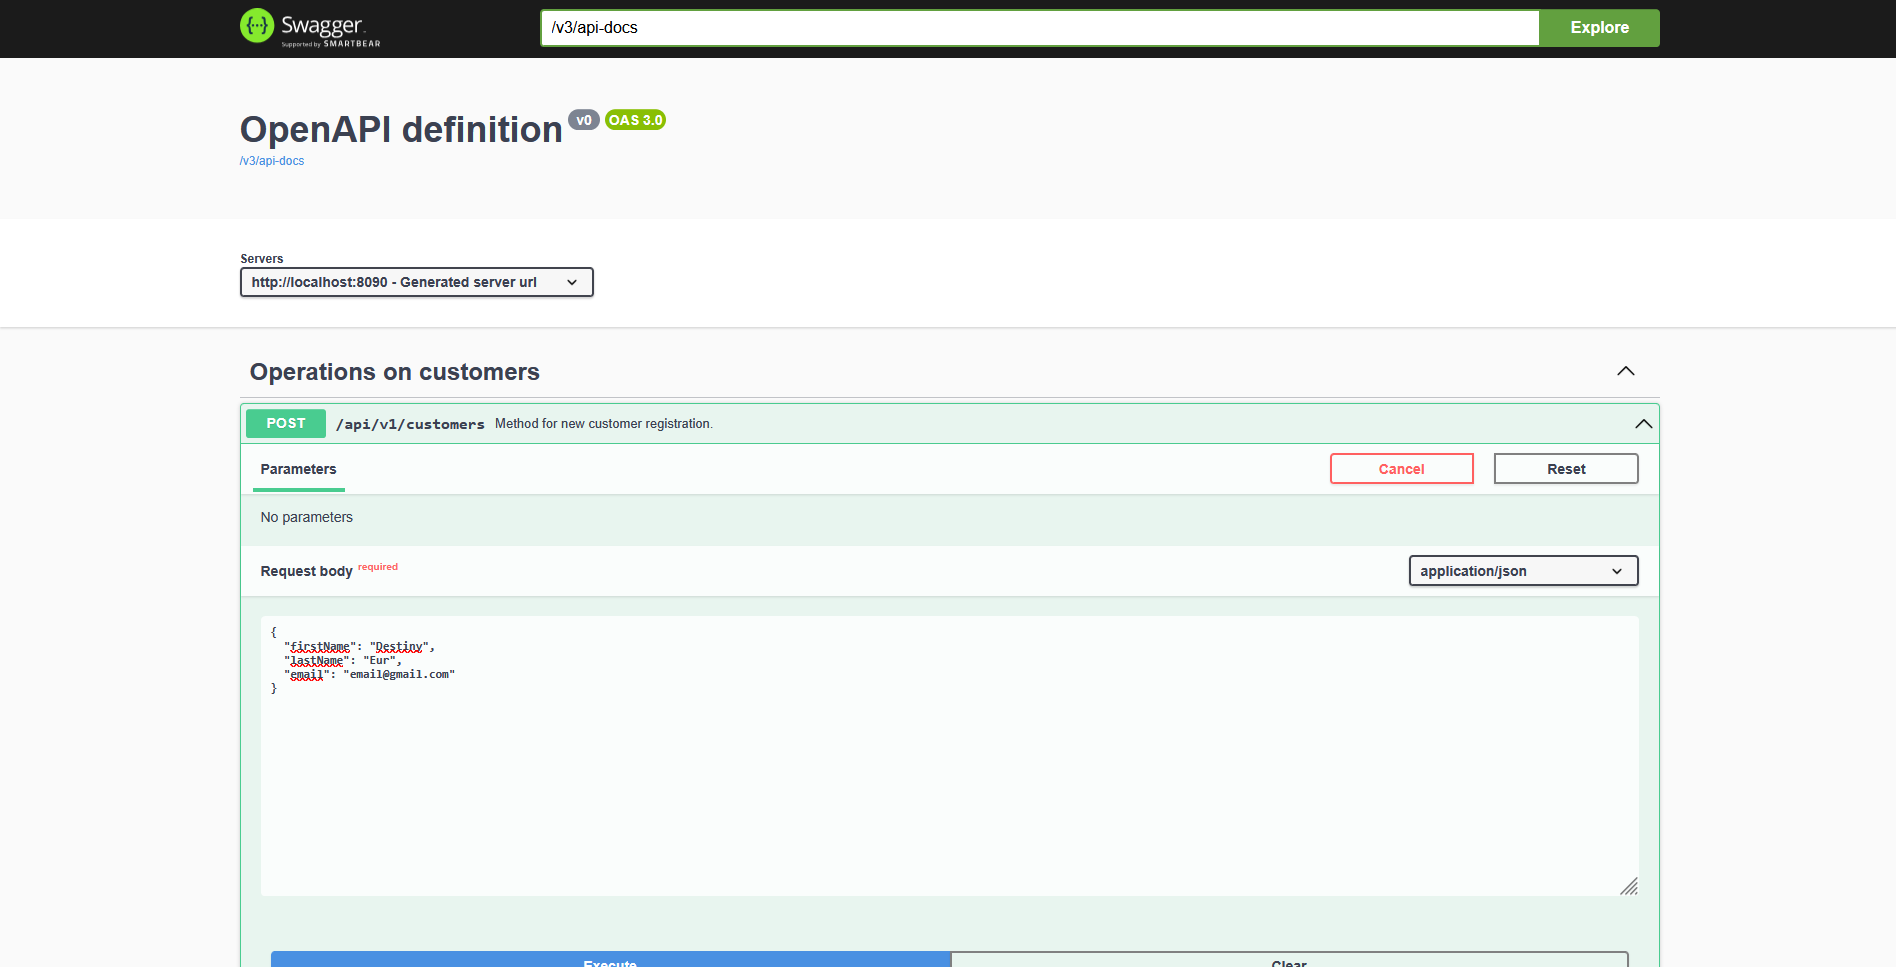 Swagger
Supported by SMARTBEAR
/v3/api-docs
Explore
OpenAPI definition v0 OAS 3.0
/v3/api-docs
Servers
http://localhost:8090 - Generated server url
Operations on customers
POST /api/v1/customers Method for new customer registration.
Parameters
Cancel
Reset
No parameters
Request body required
application/json
{
"firstName": "Destiny",
"lastName": "Eur",
"email": "email@gmail.com"
}
Execute
Clear